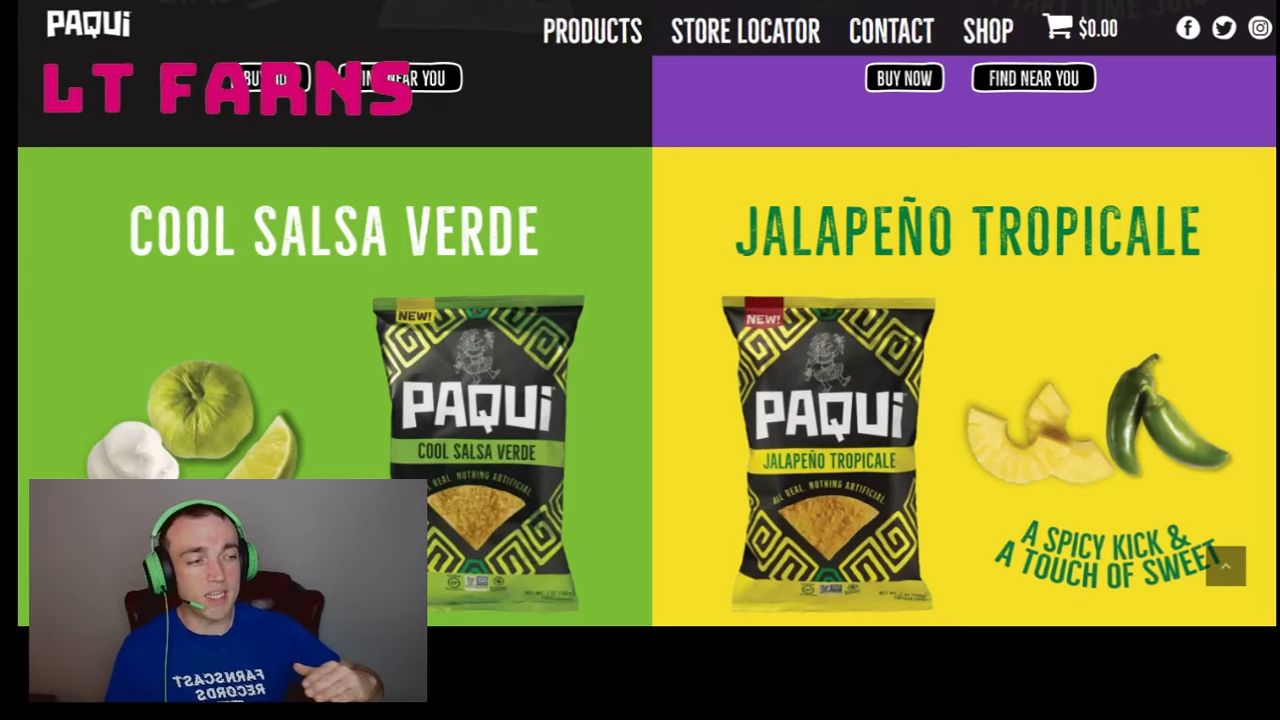 PAQUI
PRODUCTS STORE LOCATOR CONTACT SHOP $0.00
LT FARNS
BUY NOW FIND NEAR YOU
COOL SALSA VERDE
NEW!
PAQUI
COOL SALSA VERDE
REAL. NOTHING ARTIFICIAL.
JALAPEÑO TROPICALE
NEW!
PAQUI
JALAPEÑO TROPICALE
ALL REAL. NOTHING ARTIFICIAL.
A SPICY KICK &
A TOUCH OF SWEET
FARNSCAST
RECORDS